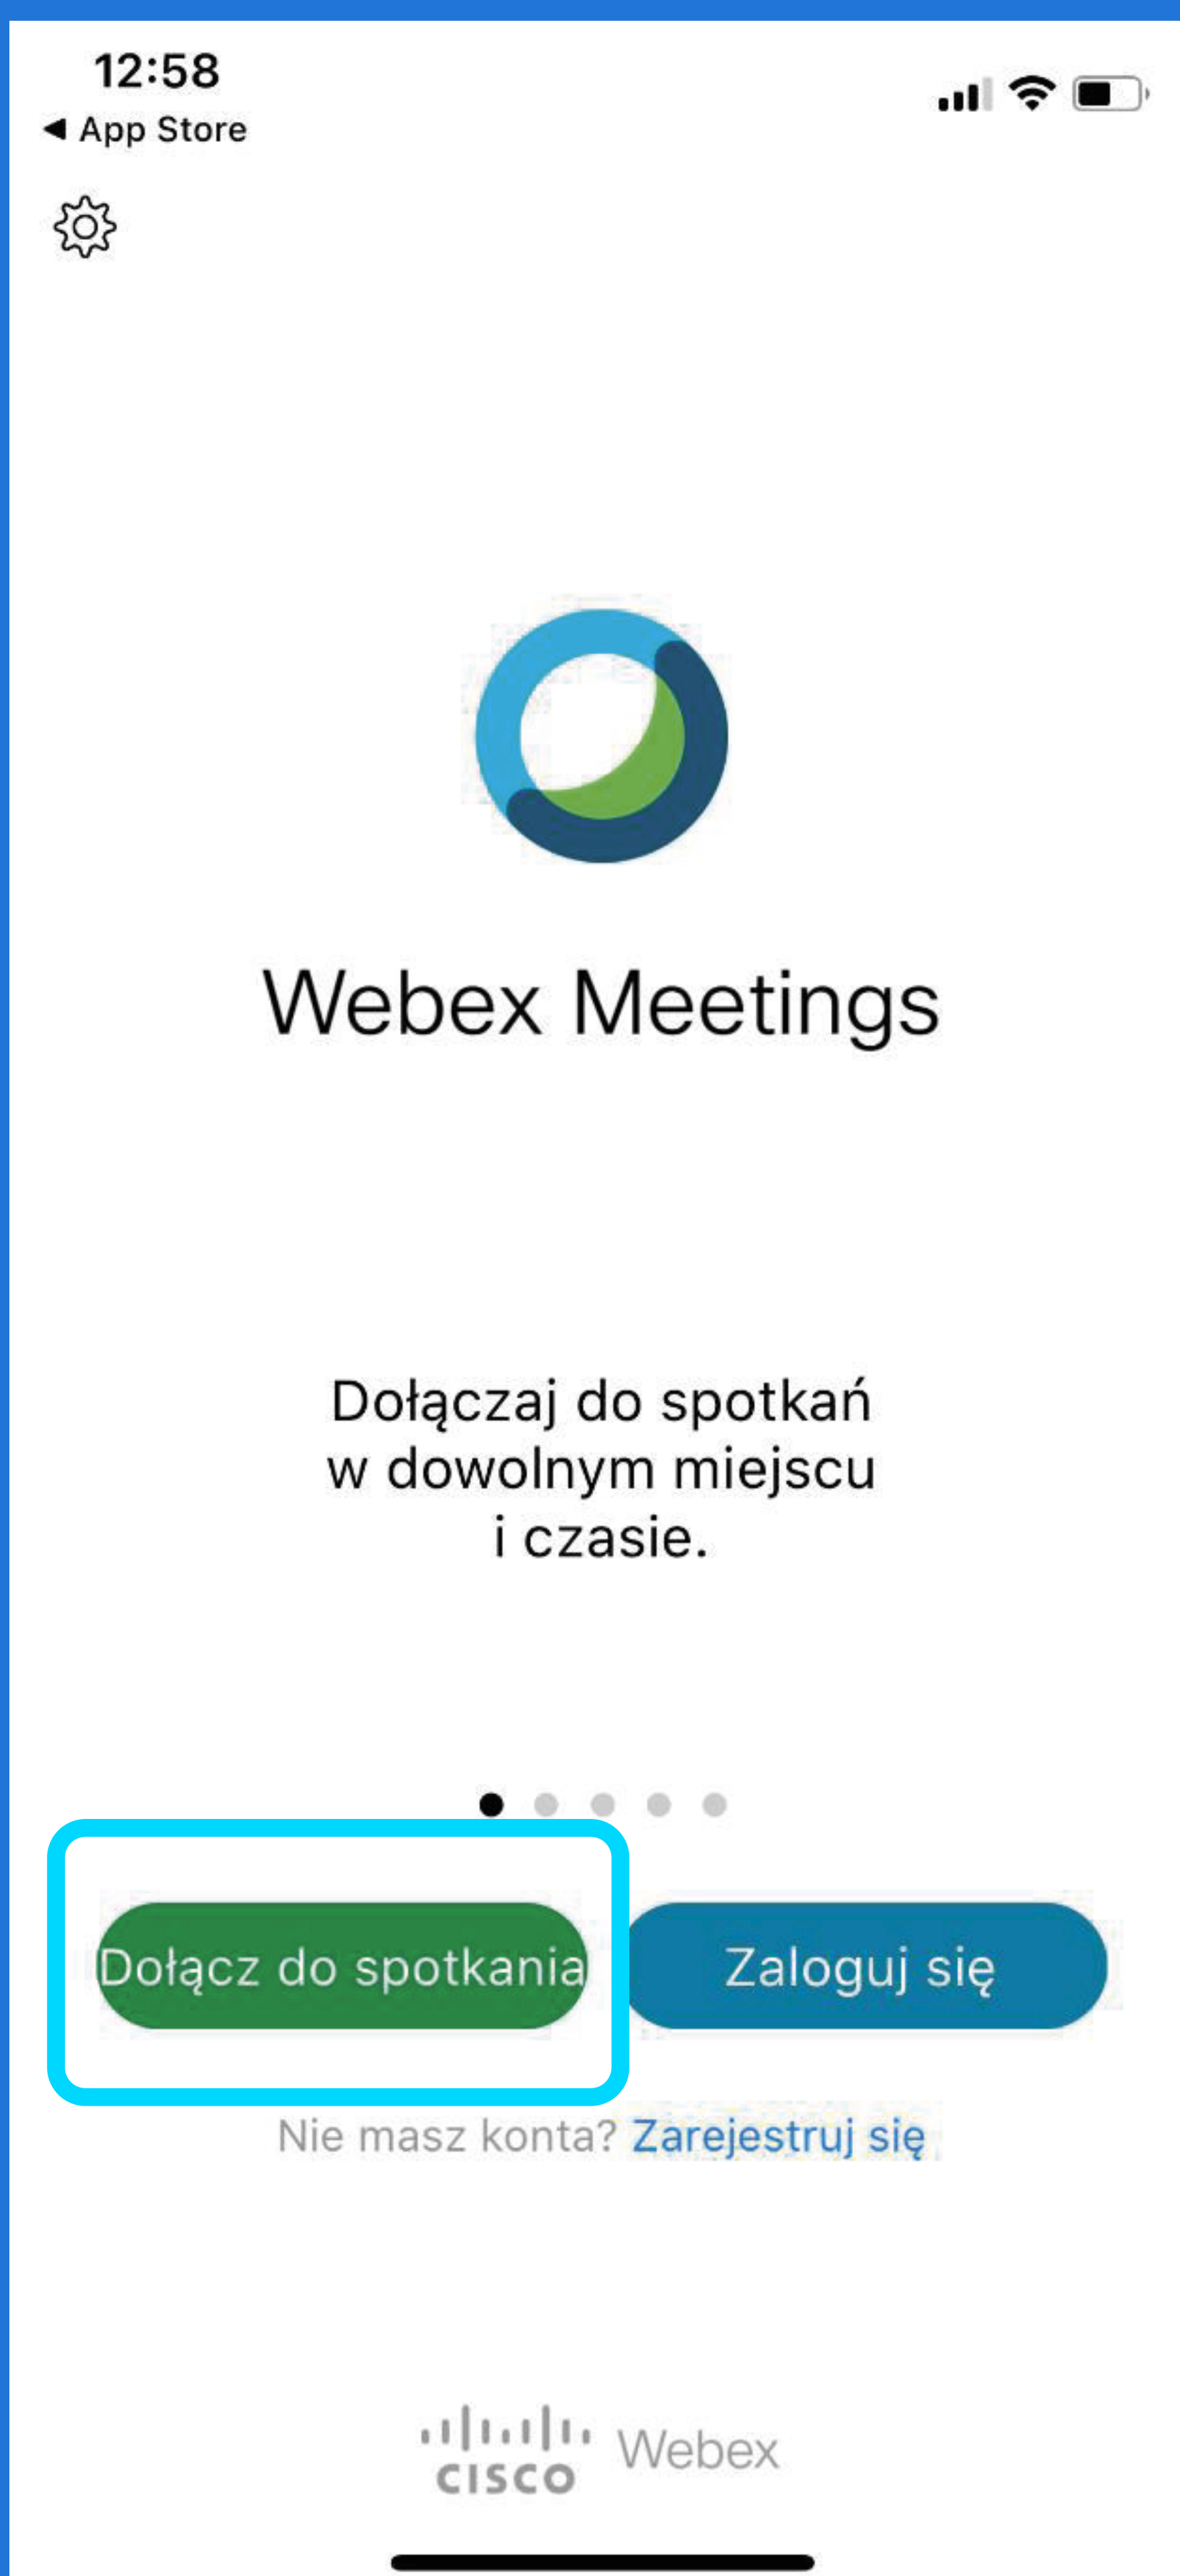 12:58
◀ App Store
Webex Meetings
Dołączaj do spotkań
w dowolnym miejscu
i czasie.
Dołącz do spotkania
Zaloguj się
Nie masz konta? Zarejestruj się
CISCO Webex